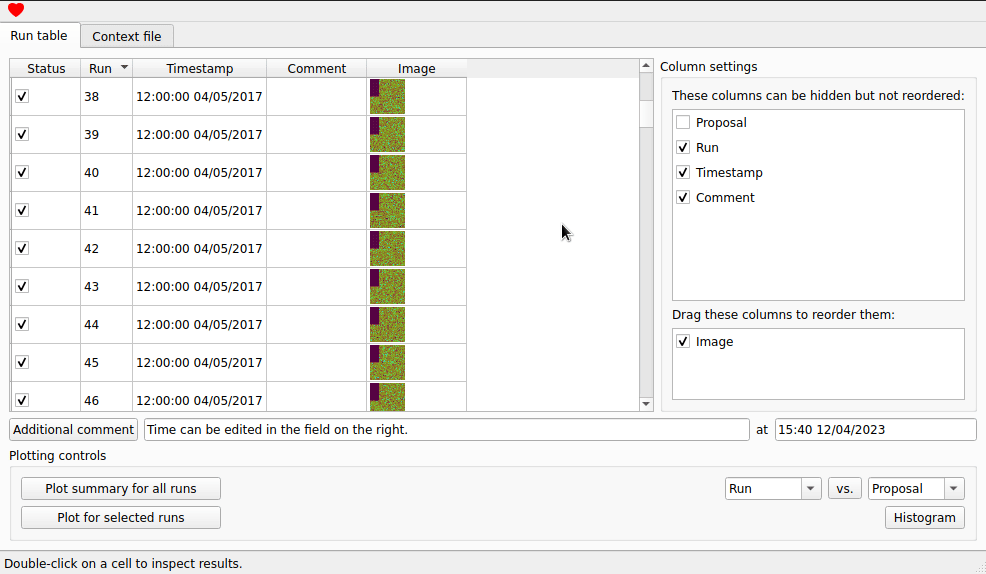 Run table Context file
Status Run Timestamp Comment Image
38 12:00:00 04/05/2017
39 12:00:00 04/05/2017
40 12:00:00 04/05/2017
41 12:00:00 04/05/2017
42 12:00:00 04/05/2017
43 12:00:00 04/05/2017
44 12:00:00 04/05/2017
45 12:00:00 04/05/2017
46 12:00:00 04/05/2017
Column settings
These columns can be hidden but not reordered:
Proposal
Run
Timestamp
Comment
Drag these columns to reorder them:
Image
Additional comment Time can be edited in the field on the right. at 15:40 12/04/2023
Plotting controls
Plot summary for all runs Run vs. Proposal
Plot for selected runs Histogram
Double-click on a cell to inspect results.